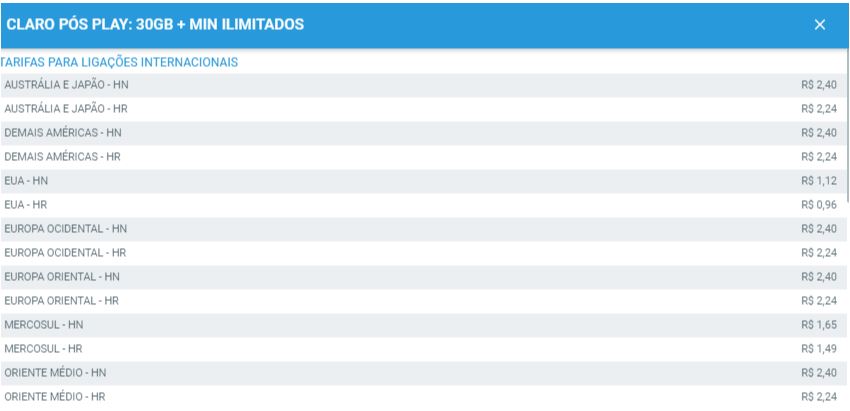 CLARO PÓS PLAY: 30GB + MIN ILIMITADOS
TARIFAS PARA LIGAÇÕES INTERNACIONAIS
AUSTRÁLIA E JAPÃO - HN R$ 2,40
AUSTRÁLIA E JAPÃO - HR R$ 2,24
DEMAIS AMÉRICAS - HN R$ 2,40
DEMAIS AMÉRICAS - HR R$ 2,24
EUA - HN R$ 1,12
EUA - HR R$ 0,96
EUROPA OCIDENTAL - HN R$ 2,40
EUROPA OCIDENTAL - HR R$ 2,24
EUROPA ORIENTAL - HN R$ 2,40
EUROPA ORIENTAL - HR R$ 2,24
MERCOSUL - HN R$ 1,65
MERCOSUL - HR R$ 1,49
ORIENTE MÉDIO - HN R$ 2,40
ORIENTE MÉDIO - HR R$ 2,24